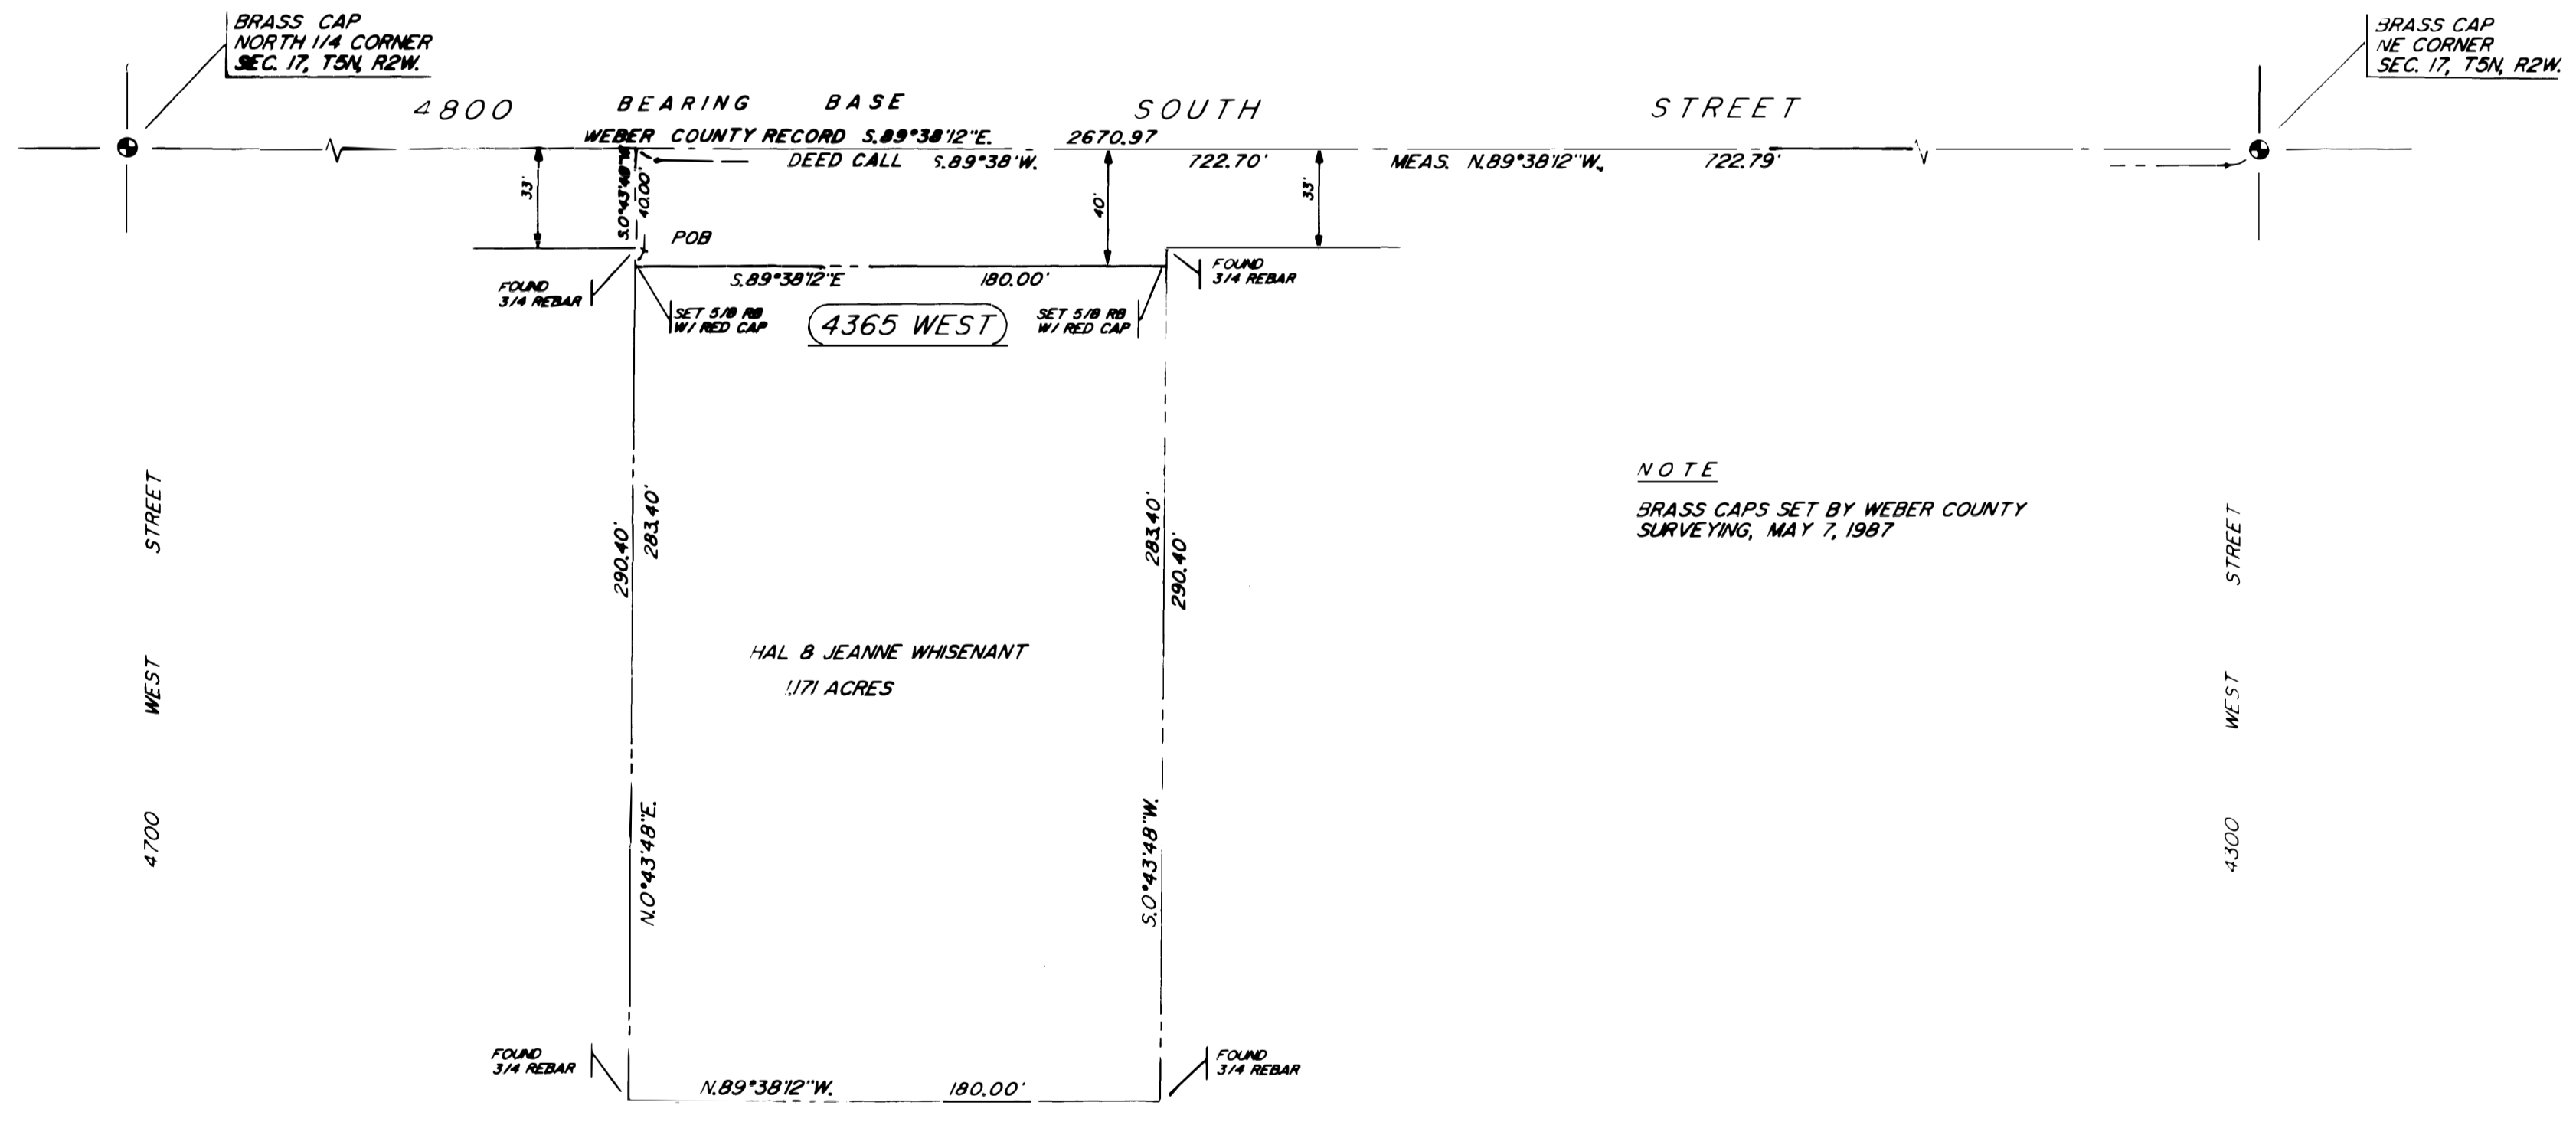 BRASS CAP
NORTH 1/4 CORNER
SEC. 17, T5N, R2W.
BRASS CAP
NE CORNER
SEC. 17, T5N, R2W.
4800 SOUTH STREET
BEARING BASE
WEBER COUNTY RECORD S.89°38'12"E. 2670.97
DEED CALL S.89°38'W. 722.70' MEAS. N.89°38'12"W. 722.79'
33'
S.0°43'48"W
40.00'
40'
33'
POB
FOUND
3/4 REBAR
S.89°38'12"E 180.00'
FOUND
3/4 REBAR
SET 5/8 RB
W/ RED CAP
4365 WEST
SET 5/8 RB
W/ RED CAP
290.40'
283.40'
283.40'
290.40'
NOTE
BRASS CAPS SET BY WEBER COUNTY
SURVEYING, MAY 7, 1987
HAL & JEANNE WHISENANT
1.171 ACRES
4700 WEST STREET
4300 WEST STREET
N.0°43'48"E.
S.0°43'48"W.
FOUND
3/4 REBAR
FOUND
3/4 REBAR
N.89°38'12"W. 180.00'